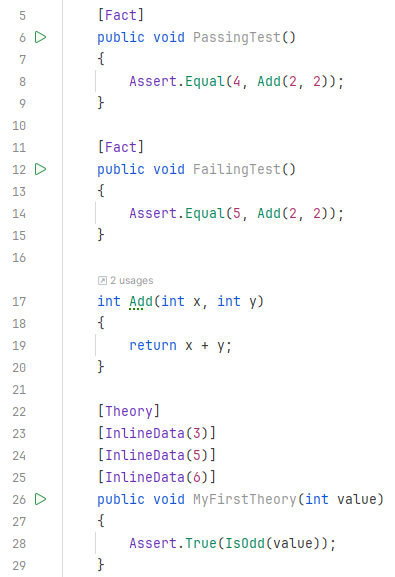 5 [Fact]
6 public void PassingTest()
7 {
8 Assert.Equal(4, Add(2, 2));
9 }
10
11 [Fact]
12 public void FailingTest()
13 {
14 Assert.Equal(5, Add(2, 2));
15 }
16
2 usages
17 int Add(int x, int y)
18 {
19 return x + y;
20 }
21
22 [Theory]
23 [InlineData(3)]
24 [InlineData(5)]
25 [InlineData(6)]
26 public void MyFirstTheory(int value)
27 {
28 Assert.True(IsOdd(value));
29 }